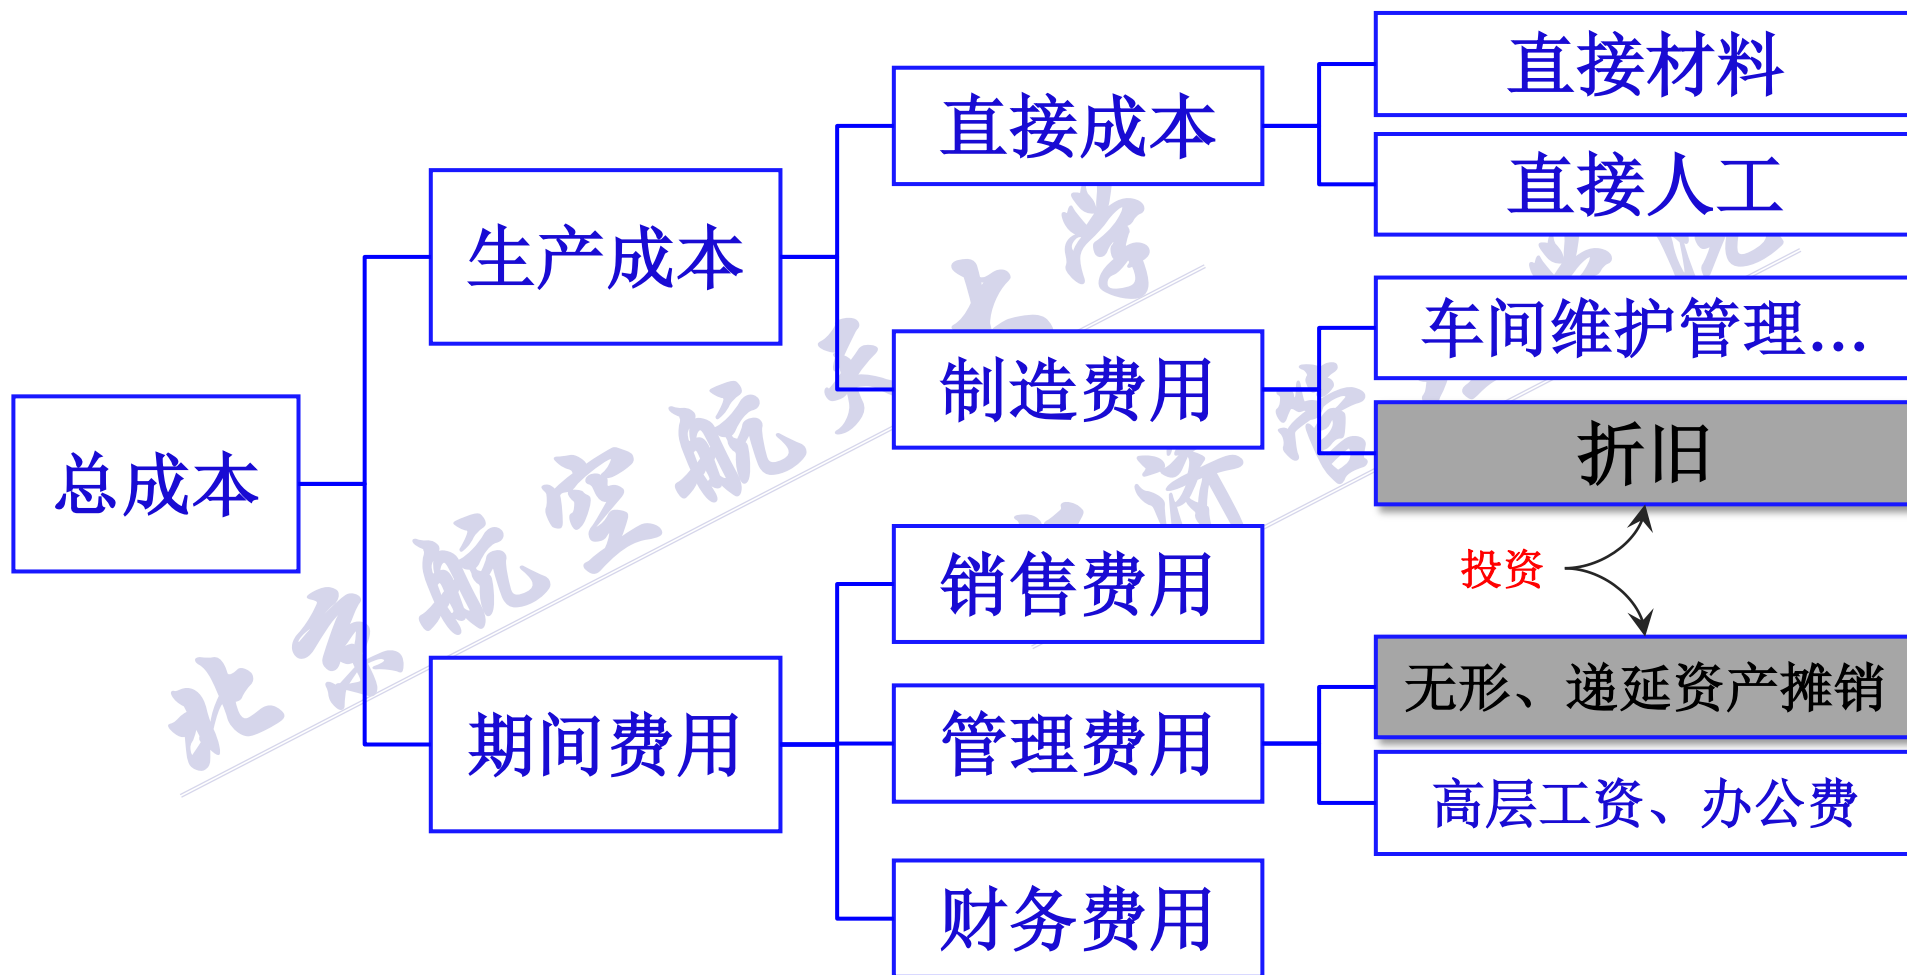 直接材料
直接成本
直接人工
生产成本
车间维护管理...
制造费用
折旧
总成本
销售费用
投资
无形、递延资产摊销
期间费用
管理费用
高层工资、办公费
财务费用
北京航空航天大学